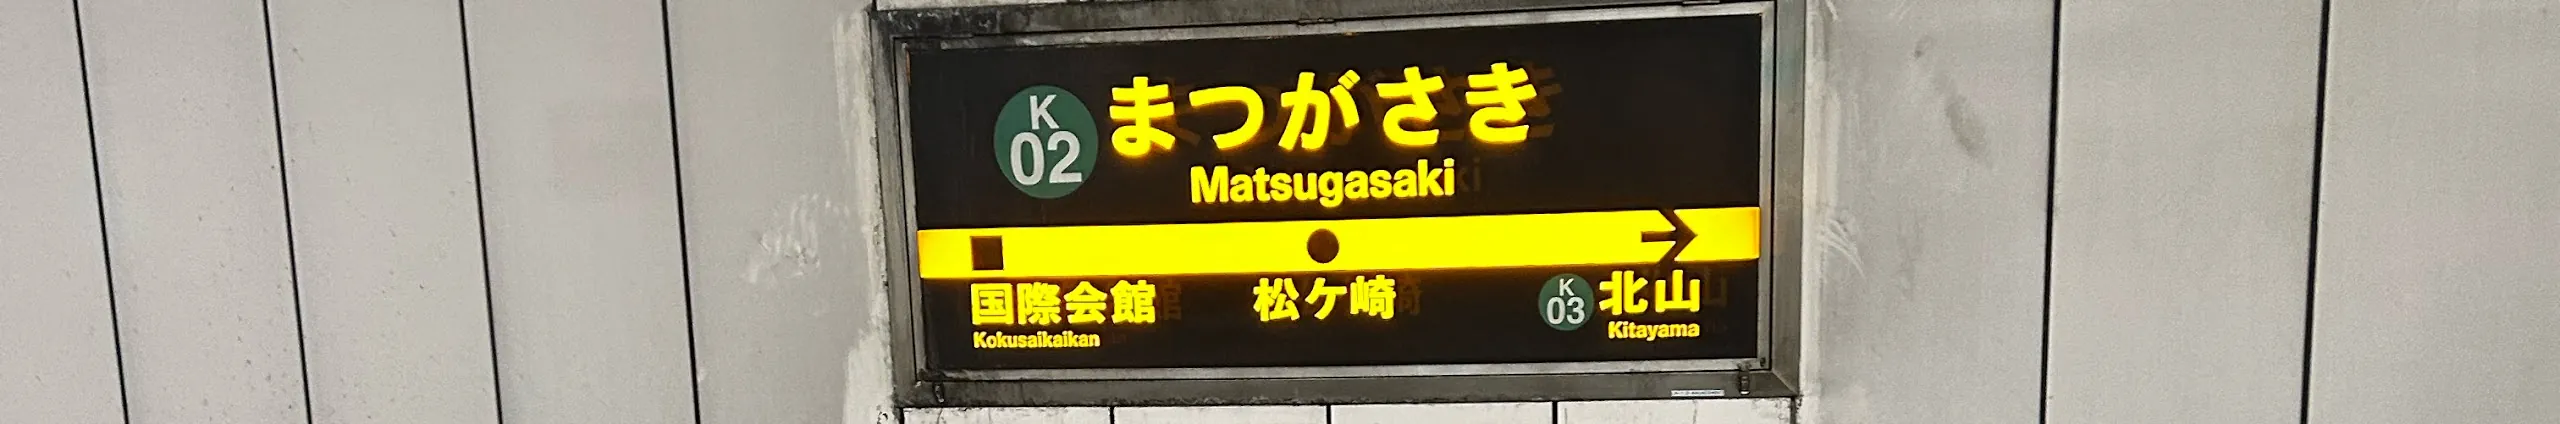 K
02
まつがさき
Matsugasaki
国際会館
松ケ崎
K
03
北山
Kokusaikaikan
Kitayama